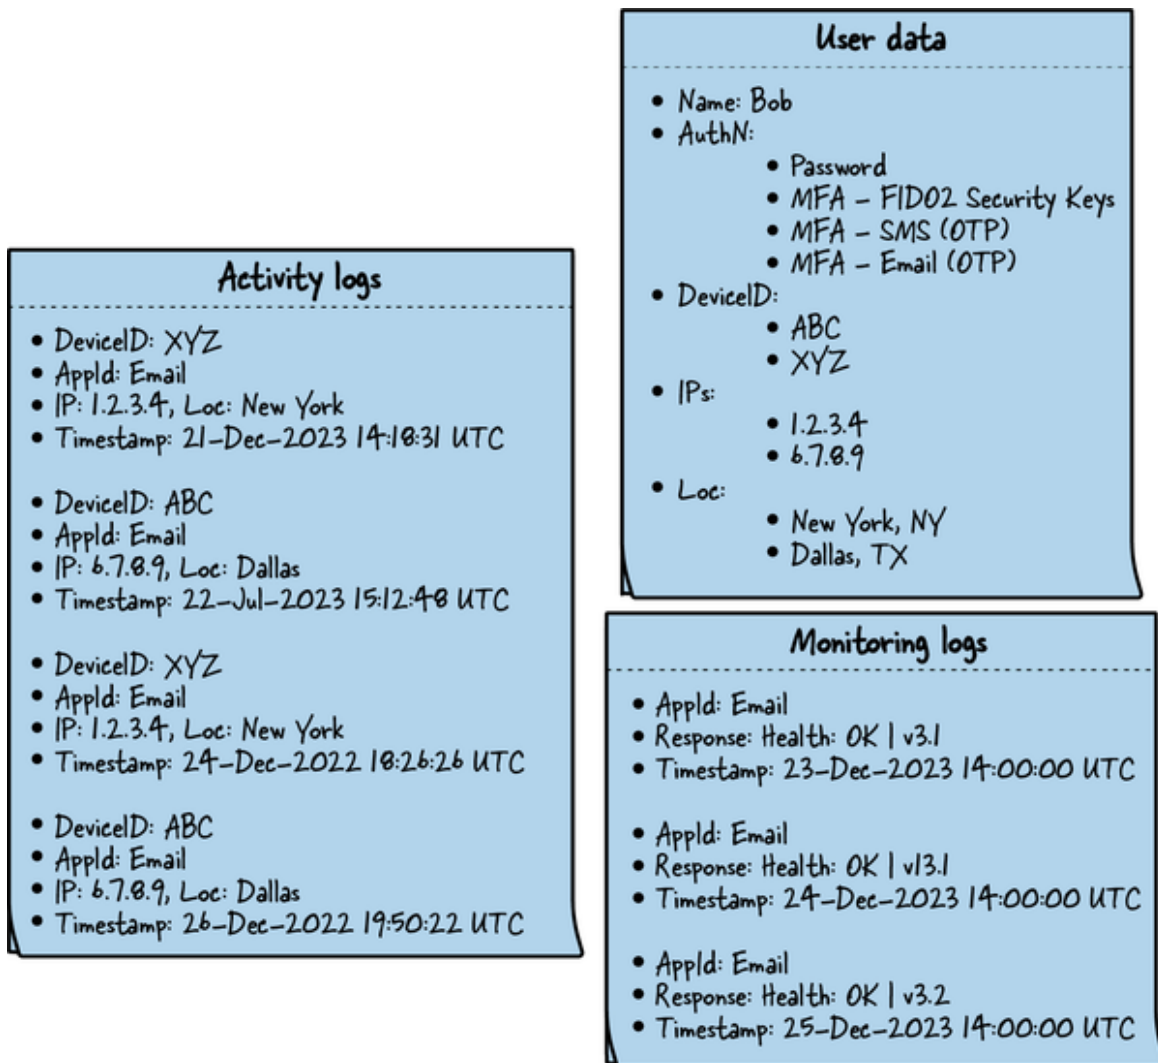 User data
• Name: Bob
• AuthN:
• Password
• MFA – FIDO2 Security Keys
• MFA – SMS (OTP)
• MFA – Email (OTP)
• DeviceID:
• ABC
• XYZ
• IPs:
• 1.2.3.4
• 6.7.8.9
• Loc:
• New York, NY
• Dallas, TX
Activity logs
• DeviceID: XYZ
• AppId: Email
• IP: 1.2.3.4, Loc: New York
• Timestamp: 21-Dec-2023 14:18:31 UTC
• DeviceID: ABC
• AppId: Email
• IP: 6.7.8.9, Loc: Dallas
• Timestamp: 22-Jul-2023 15:12:48 UTC
• DeviceID: XYZ
• AppId: Email
• IP: 1.2.3.4, Loc: New York
• Timestamp: 24-Dec-2022 18:26:26 UTC
• DeviceID: ABC
• AppId: Email
• IP: 6.7.8.9, Loc: Dallas
• Timestamp: 26-Dec-2022 19:50:22 UTC
Monitoring logs
• AppId: Email
• Response: Health: OK | v3.1
• Timestamp: 23-Dec-2023 14:00:00 UTC
• AppId: Email
• Response: Health: OK | v13.1
• Timestamp: 24-Dec-2023 14:00:00 UTC
• AppId: Email
• Response: Health: OK | v3.2
• Timestamp: 25-Dec-2023 14:00:00 UTC